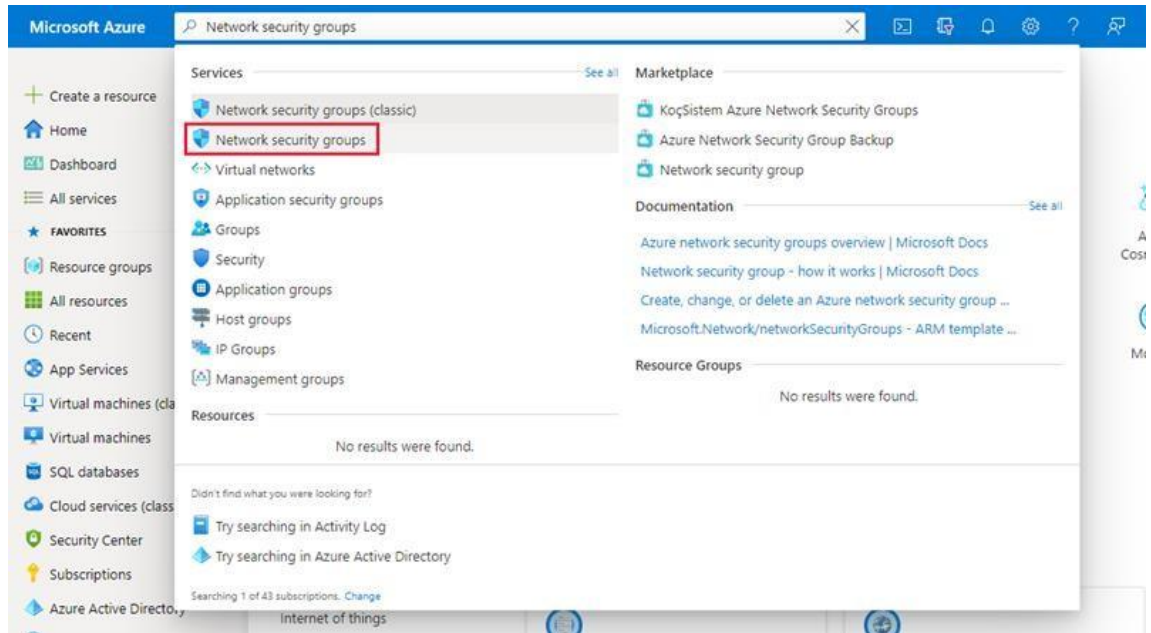 Microsoft Azure
Network security groups
Create a resource
Home
Dashboard
All services
FAVORITES
Resource groups
All resources
Recent
App Services
Virtual machines (cla
Virtual machines
SQL databases
Cloud services (class
Security Center
Subscriptions
Azure Active Directory
Services
See all
Network security groups (classic)
Network security groups
Virtual networks
Application security groups
Groups
Security
Application groups
Host groups
IP Groups
Management groups
Resources
No results were found.
Marketplace
KoçSistem Azure Network Security Groups
Azure Network Security Group Backup
Network security group
Documentation
See all
Azure network security groups overview | Microsoft Docs
Network security group - how it works | Microsoft Docs
Create, change, or delete an Azure network security group ...
Microsoft.Network/networkSecurityGroups - ARM template ...
Resource Groups
No results were found.
Didn't find what you were looking for?
Try searching in Activity Log
Try searching in Azure Active Directory
Searching 1 of 43 subscriptions. Change
Internet of things
A
Cos